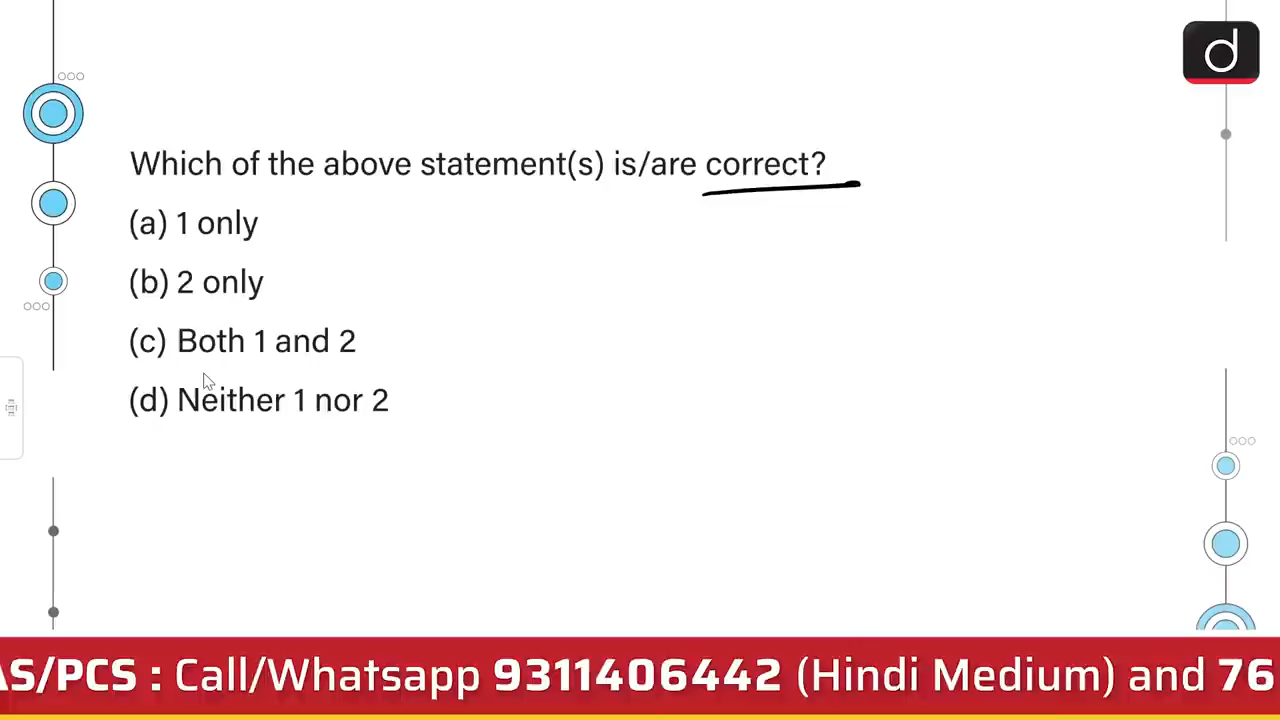 Which of the above statement(s) is/are correct?
(a) 1 only
(b) 2 only
(c) Both 1 and 2
(d) Neither 1 nor 2
AS/PCS : Call/Whatsapp 9311406442 (Hindi Medium) and 76